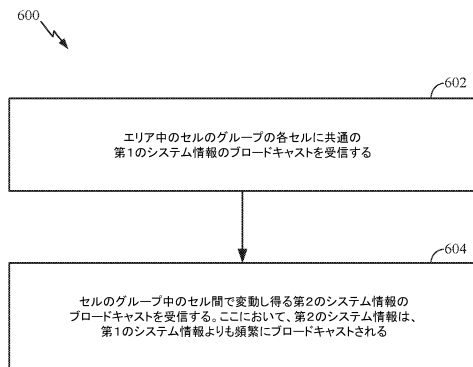 600
602
エリア中のセルのグループの各セルに共通の
第1のシステム情報のブロードキャストを受信する
604
セルのグループ中のセル間で変動し得る第2のシステム情報の
ブロードキャストを受信する。ここにおいて、第2のシステム情報は、
第1のシステム情報よりも頻繁にブロードキャストされる